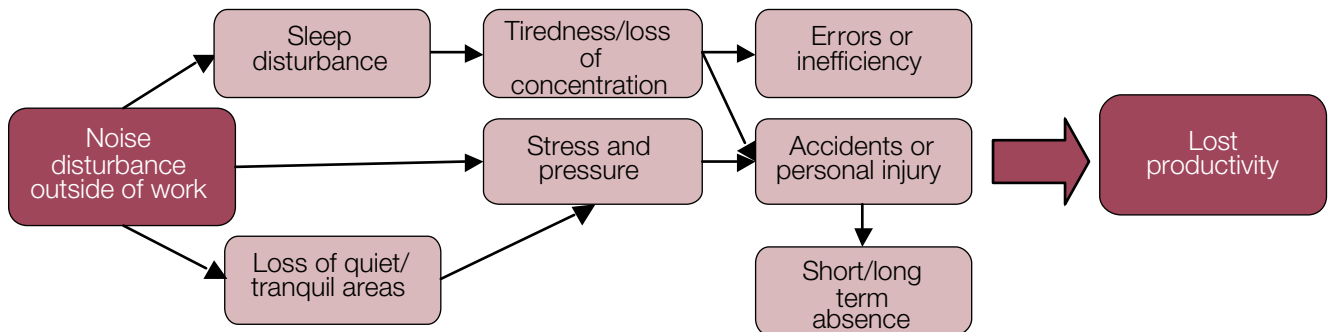 Sleep
disturbance
Tiredness/loss
of
concentration
Errors or
inefficiency
Noise
disturbance
outside of work
Stress and
pressure
Accidents or
personal injury
Lost
productivity
Loss of quiet/
tranquil areas
Short/long
term
absence